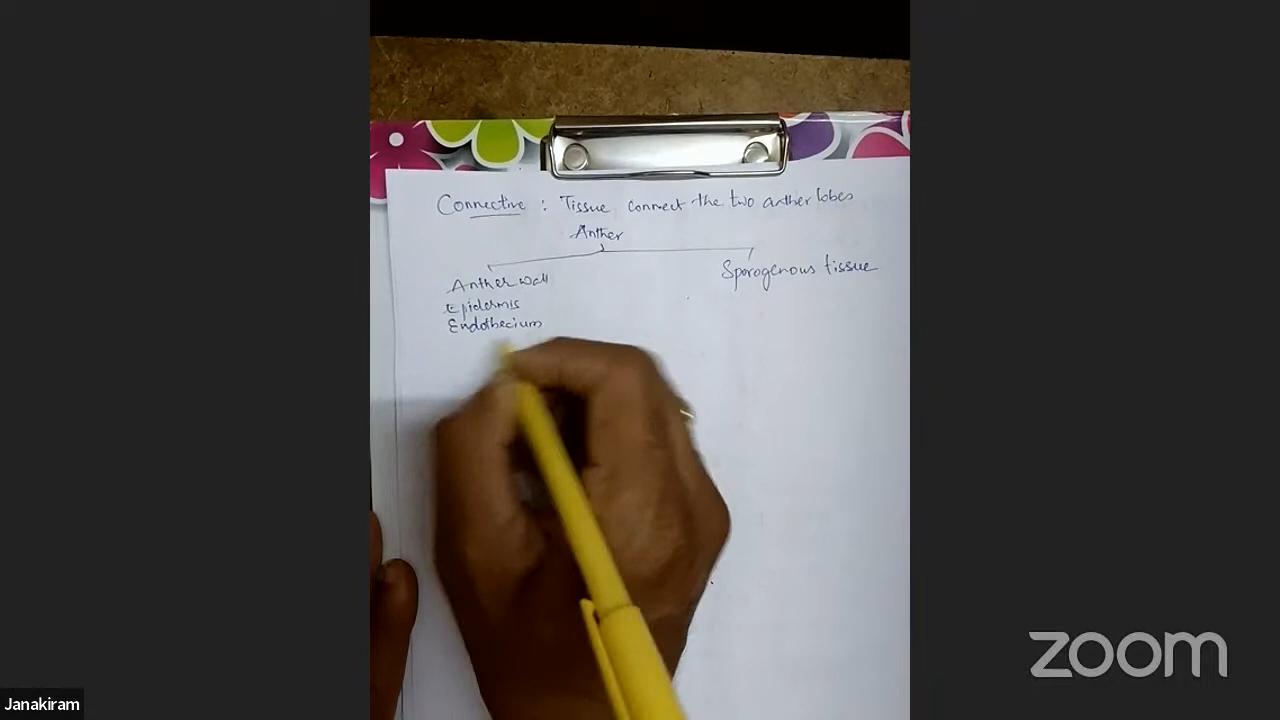 Connective : Tissue connect the two anther lobes
Anther
Anther wall
Sporogenous tissue
Epidermis
Endothecium
zoom
Janakiram